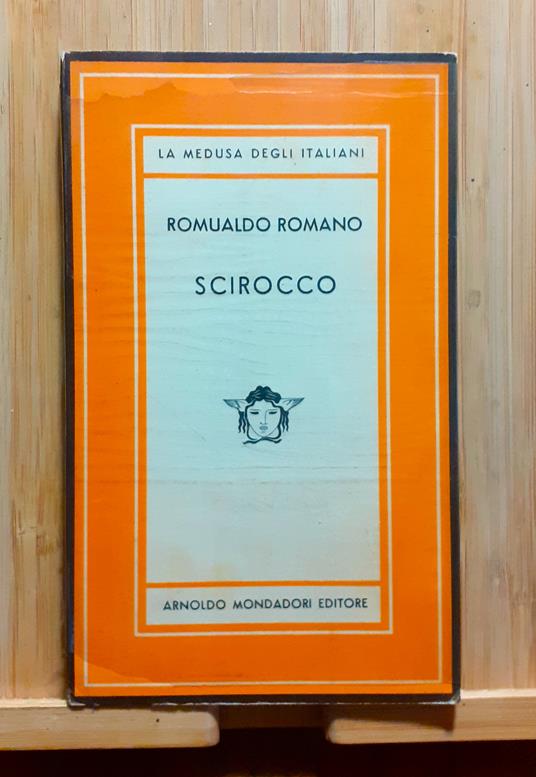 LA MEDUSA DEGLI ITALIANI
ROMUALDO ROMANO
SCIROCCO
ARNOLDO MONDADORI EDITORE